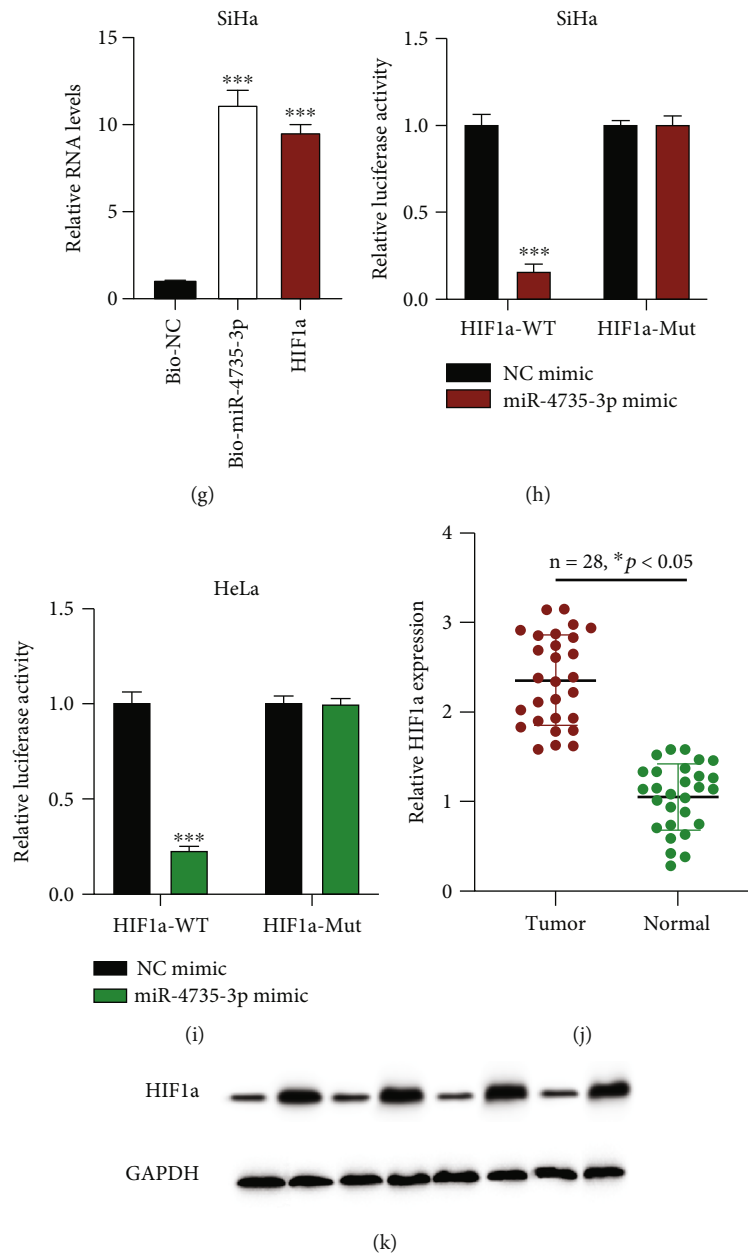 SiHa
Relative RNA levels
15
10
5
0
***
***
Bio-NC
Bio-miR-4735-3p
HIF1a
(g)
SiHa
Relative luciferase activity
1.5
1.0
0.5
0.0
***
HIF1a-WT
HIF1a-Mut
NC mimic
miR-4735-3p mimic
(h)
HeLa
Relative luciferase activity
1.5
1.0
0.5
0.0
***
HIF1a-WT
HIF1a-Mut
NC mimic
miR-4735-3p mimic
(i)
Relative HIF1a expression
4
3
2
1
0
n = 28, *p < 0.05
Tumor
Normal
(j)
HIF1a
GAPDH
(k)